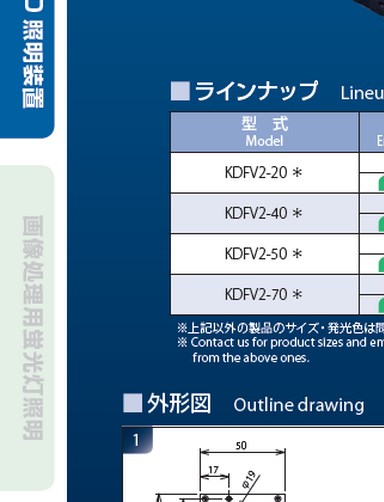 照明装置
画像処理用蛍光灯照明
ラインナップ Lineu
型 式
Model
KDFV2-20 ＊
KDFV2-40 ＊
KDFV2-50 ＊
KDFV2-70 ＊
※上記以外の製品のサイズ・発光色は問
※ Contact us for product sizes and em
from the above ones.
外形図 Outline drawing
1
50
17
φ19